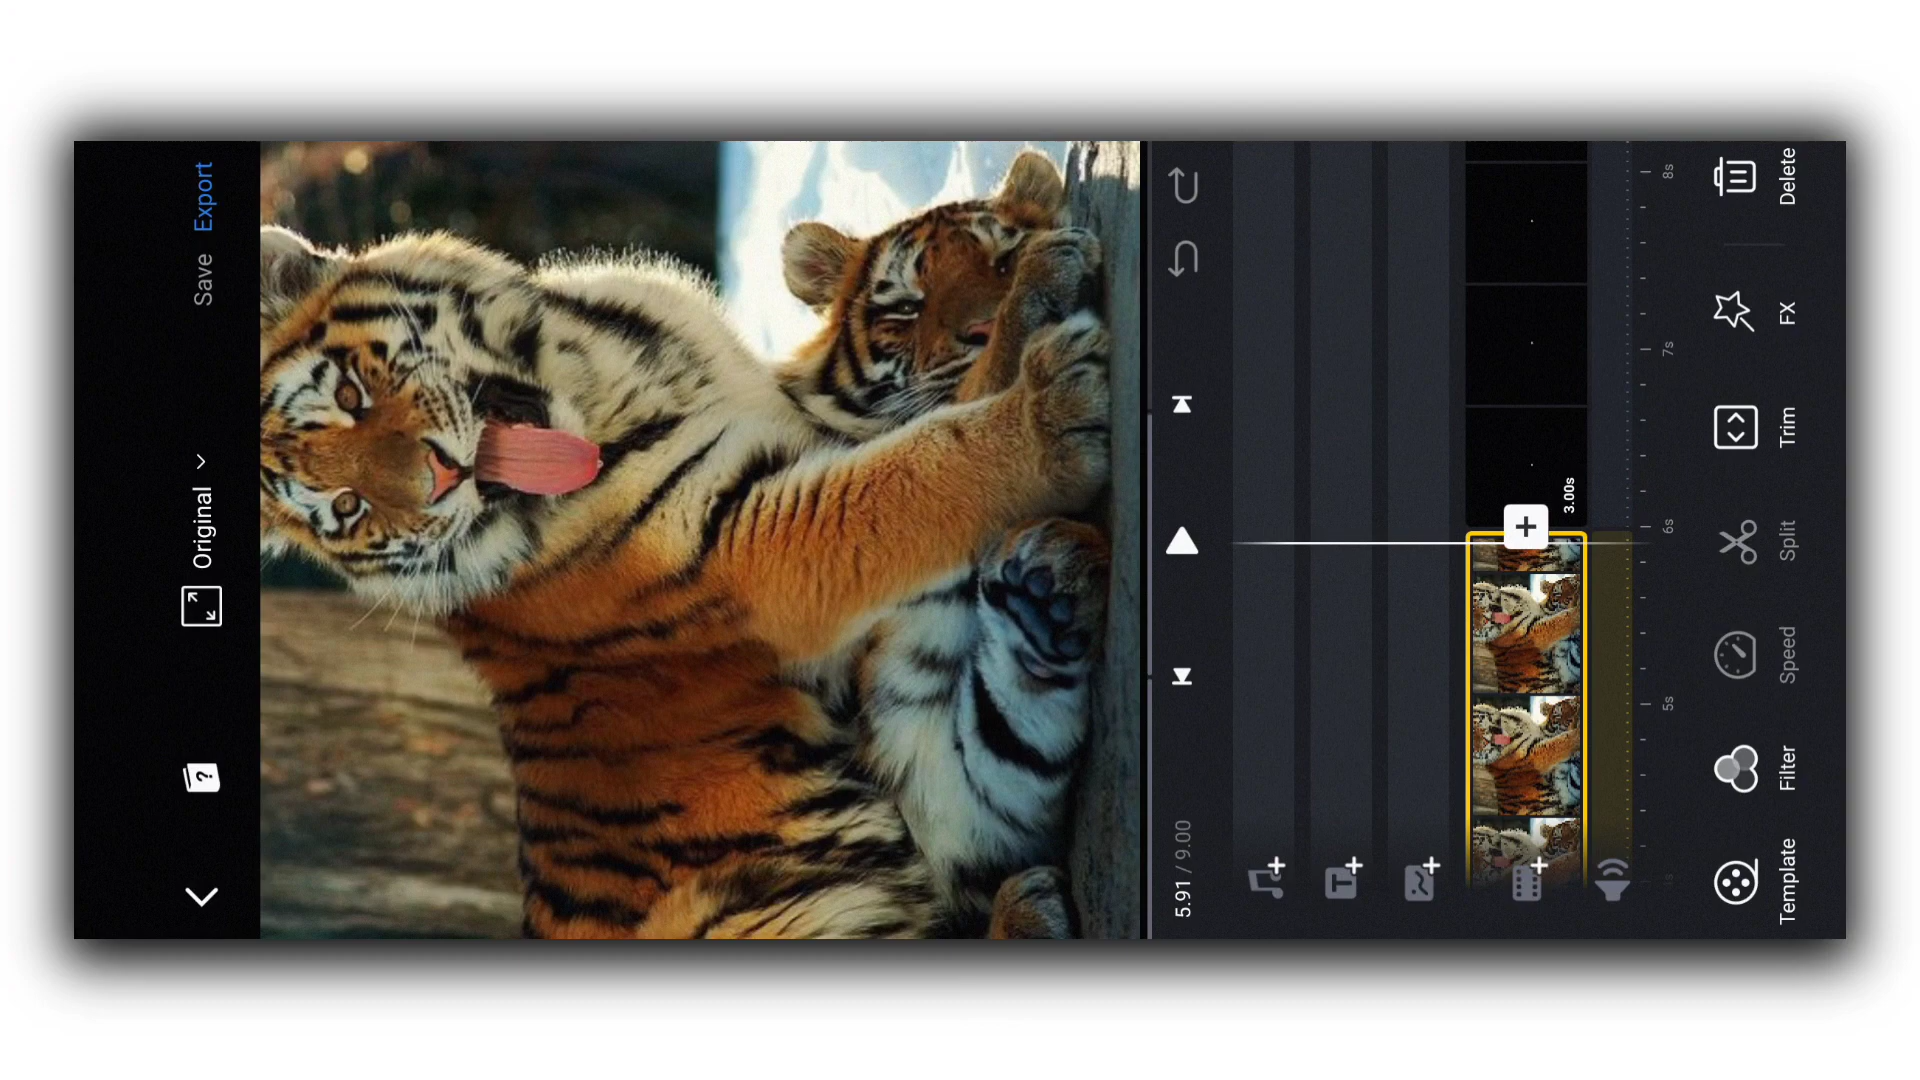 Original
Save
Export
5.91 / 9.00
3.00s
5s
6s
7s
8s
Template
Filter
Speed
Split
Trim
FX
Delete